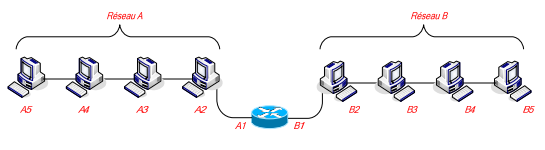 Réseau A Réseau B
A5 A4 A3 A2 A1 B1 B2 B3 B4 B5